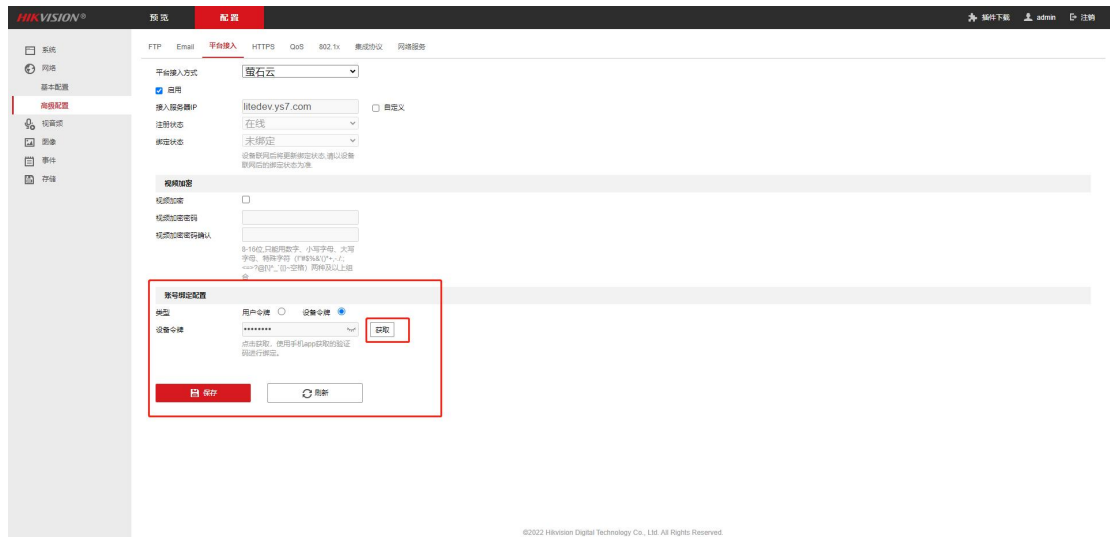 HIKVISION®
预览
配置
插件下载
admin
注销
系统
网络
基本配置
高级配置
视音频
图像
事件
存储
FTP
Email
平台接入
HTTPS
QoS
802.1x
集成协议
网络服务
平台接入方式
萤石云
启用
接入服务器IP
litedev.ys7.com
自定义
注册状态
在线
绑定状态
未绑定
设备联网后将更新绑定状态,请以设备
联网后的绑定状态为准
视频加密
视频加密
视频加密密码
视频加密密码确认
8-16位,只能用数字、小写字母、大写
字母、特殊字符
两种及以上组
合
账号绑定配置
类型
用户令牌
设备令牌
设备令牌
••••••••
获取
点击获取，使用手机app获取的验证
码进行绑定。
保存
刷新
©2022 Hikvision Digital Technology Co., Ltd. All Rights Reserved.